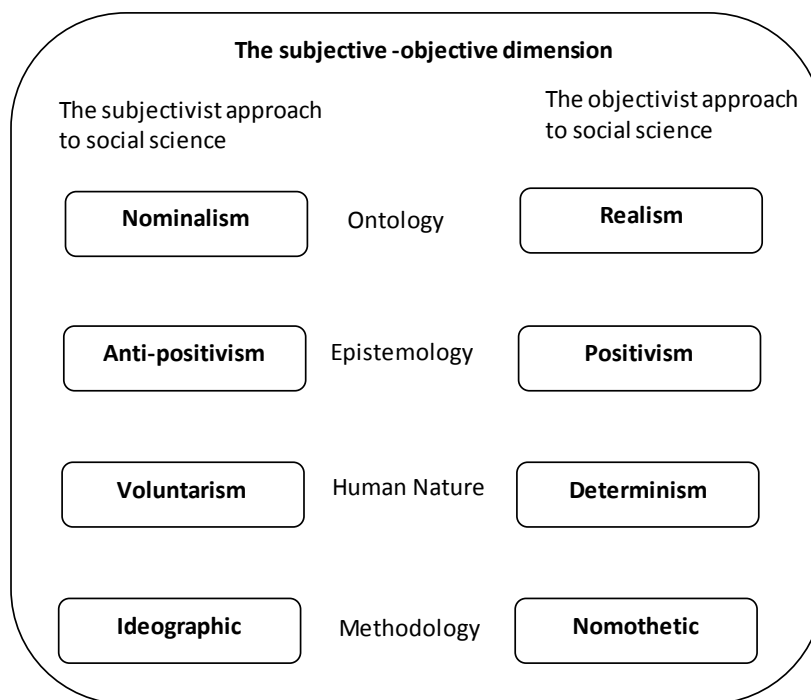 The subjective -objective dimension
The subjectivist approach
to social science
The objectivist approach
to social science
Nominalism
Ontology
Realism
Anti-positivism
Epistemology
Positivism
Voluntarism
Human Nature
Determinism
Ideographic
Methodology
Nomothetic